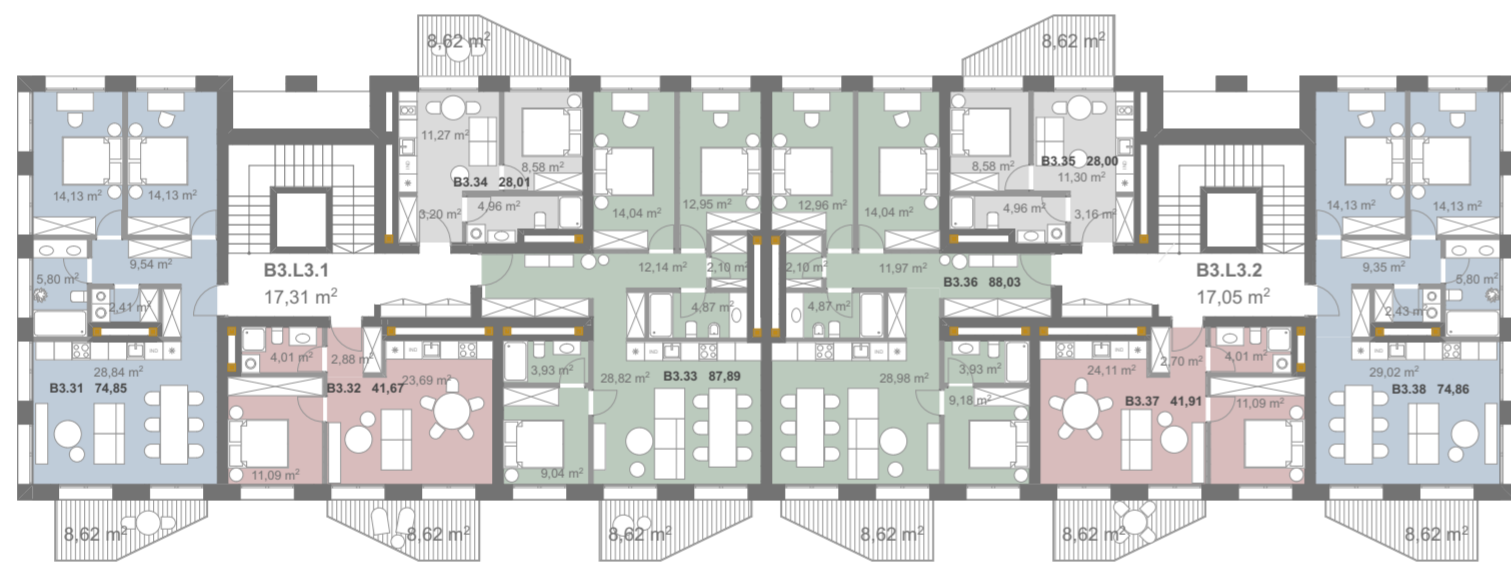 8,62 m²
8,62 m²
11,27 m²
8,58 m²
B3.34 28,01
3,20 m²
4,96 m²
14,13 m²
14,13 m²
14,04 m²
12,95 m²
12,96 m²
14,04 m²
8,58 m²
B3.35 28,00
11,30 m²
4,96 m²
3,16 m²
14,13 m²
14,13 m²
5,80 m²
9,54 m²
2,41 m²
B3.L3.1
17,31 m²
12,14 m²
2,10 m²
4,87 m²
2,10 m²
11,97 m²
4,87 m²
B3.36 88,03
B3.L3.2
17,05 m²
9,35 m²
5,80 m²
2,43 m²
28,84 m²
B3.31 74,85
4,01 m²
2,88 m²
B3.32 41,67
23,69 m²
11,09 m²
3,93 m²
28,82 m²
B3.33 87,89
9,04 m²
28,98 m²
3,93 m²
9,18 m²
24,11 m²
2,70 m²
4,01 m²
B3.37 41,91
11,09 m²
29,02 m²
B3.38 74,86
8,62 m²
8,62 m²
8,62 m²
8,62 m²
8,62 m²
8,62 m²